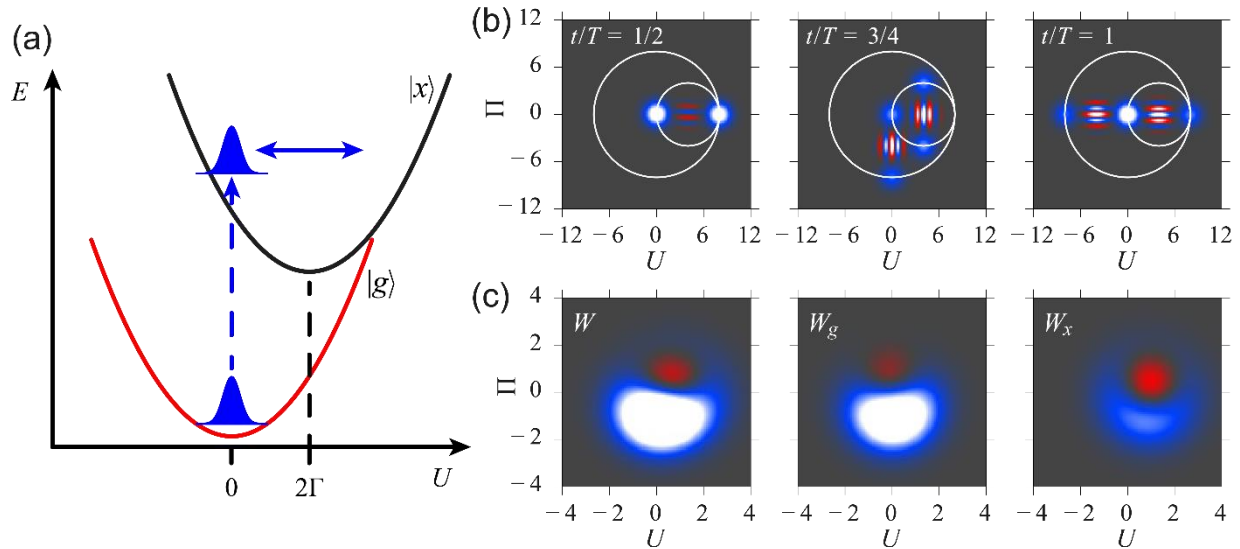 (a)
E
|x⟩
|g⟩
0
2Γ
U
(b)
t/T = 1/2
t/T = 3/4
t/T = 1
Π
12
6
0
−6
−12
−12 −6 0 6 12
−12 −6 0 6 12
−12 −6 0 6 12
U
U
U
(c)
W
W_g
W_x
Π
4
2
0
−2
−4
−4 −2 0 2 4
−4 −2 0 2 4
−4 −2 0 2 4
U
U
U